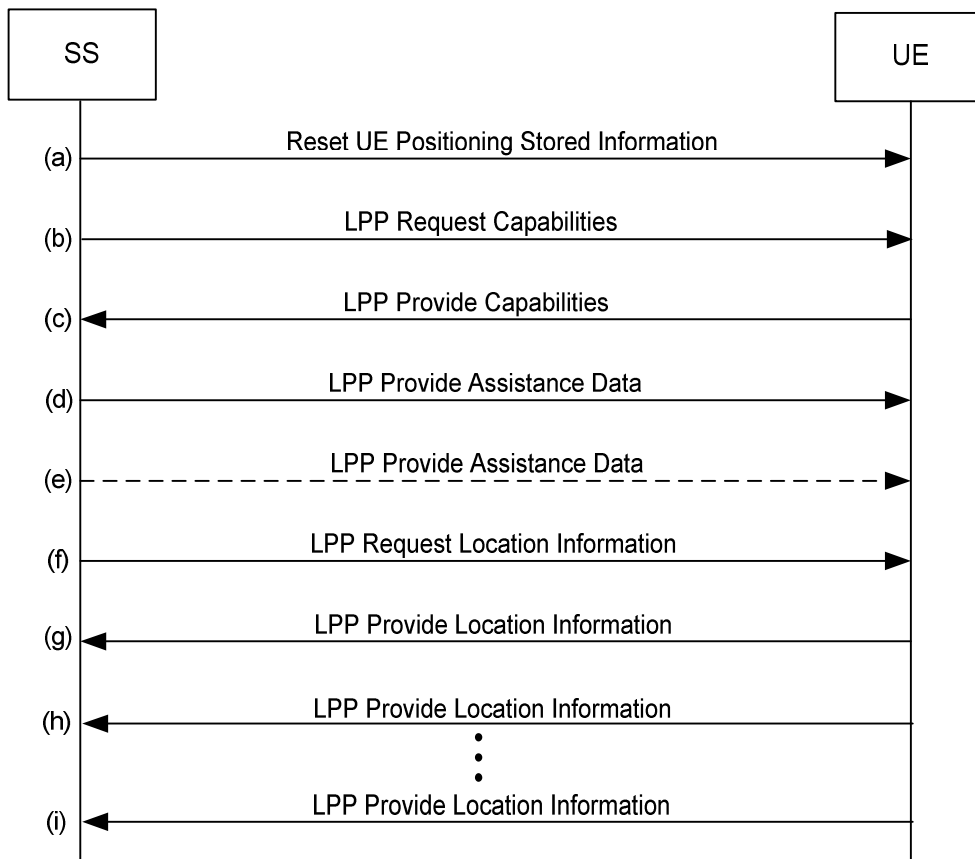 SS
UE
(a) Reset UE Positioning Stored Information
(b) LPP Request Capabilities
(c) LPP Provide Capabilities
(d) LPP Provide Assistance Data
(e) LPP Provide Assistance Data
(f) LPP Request Location Information
(g) LPP Provide Location Information
(h) LPP Provide Location Information
(i) LPP Provide Location Information